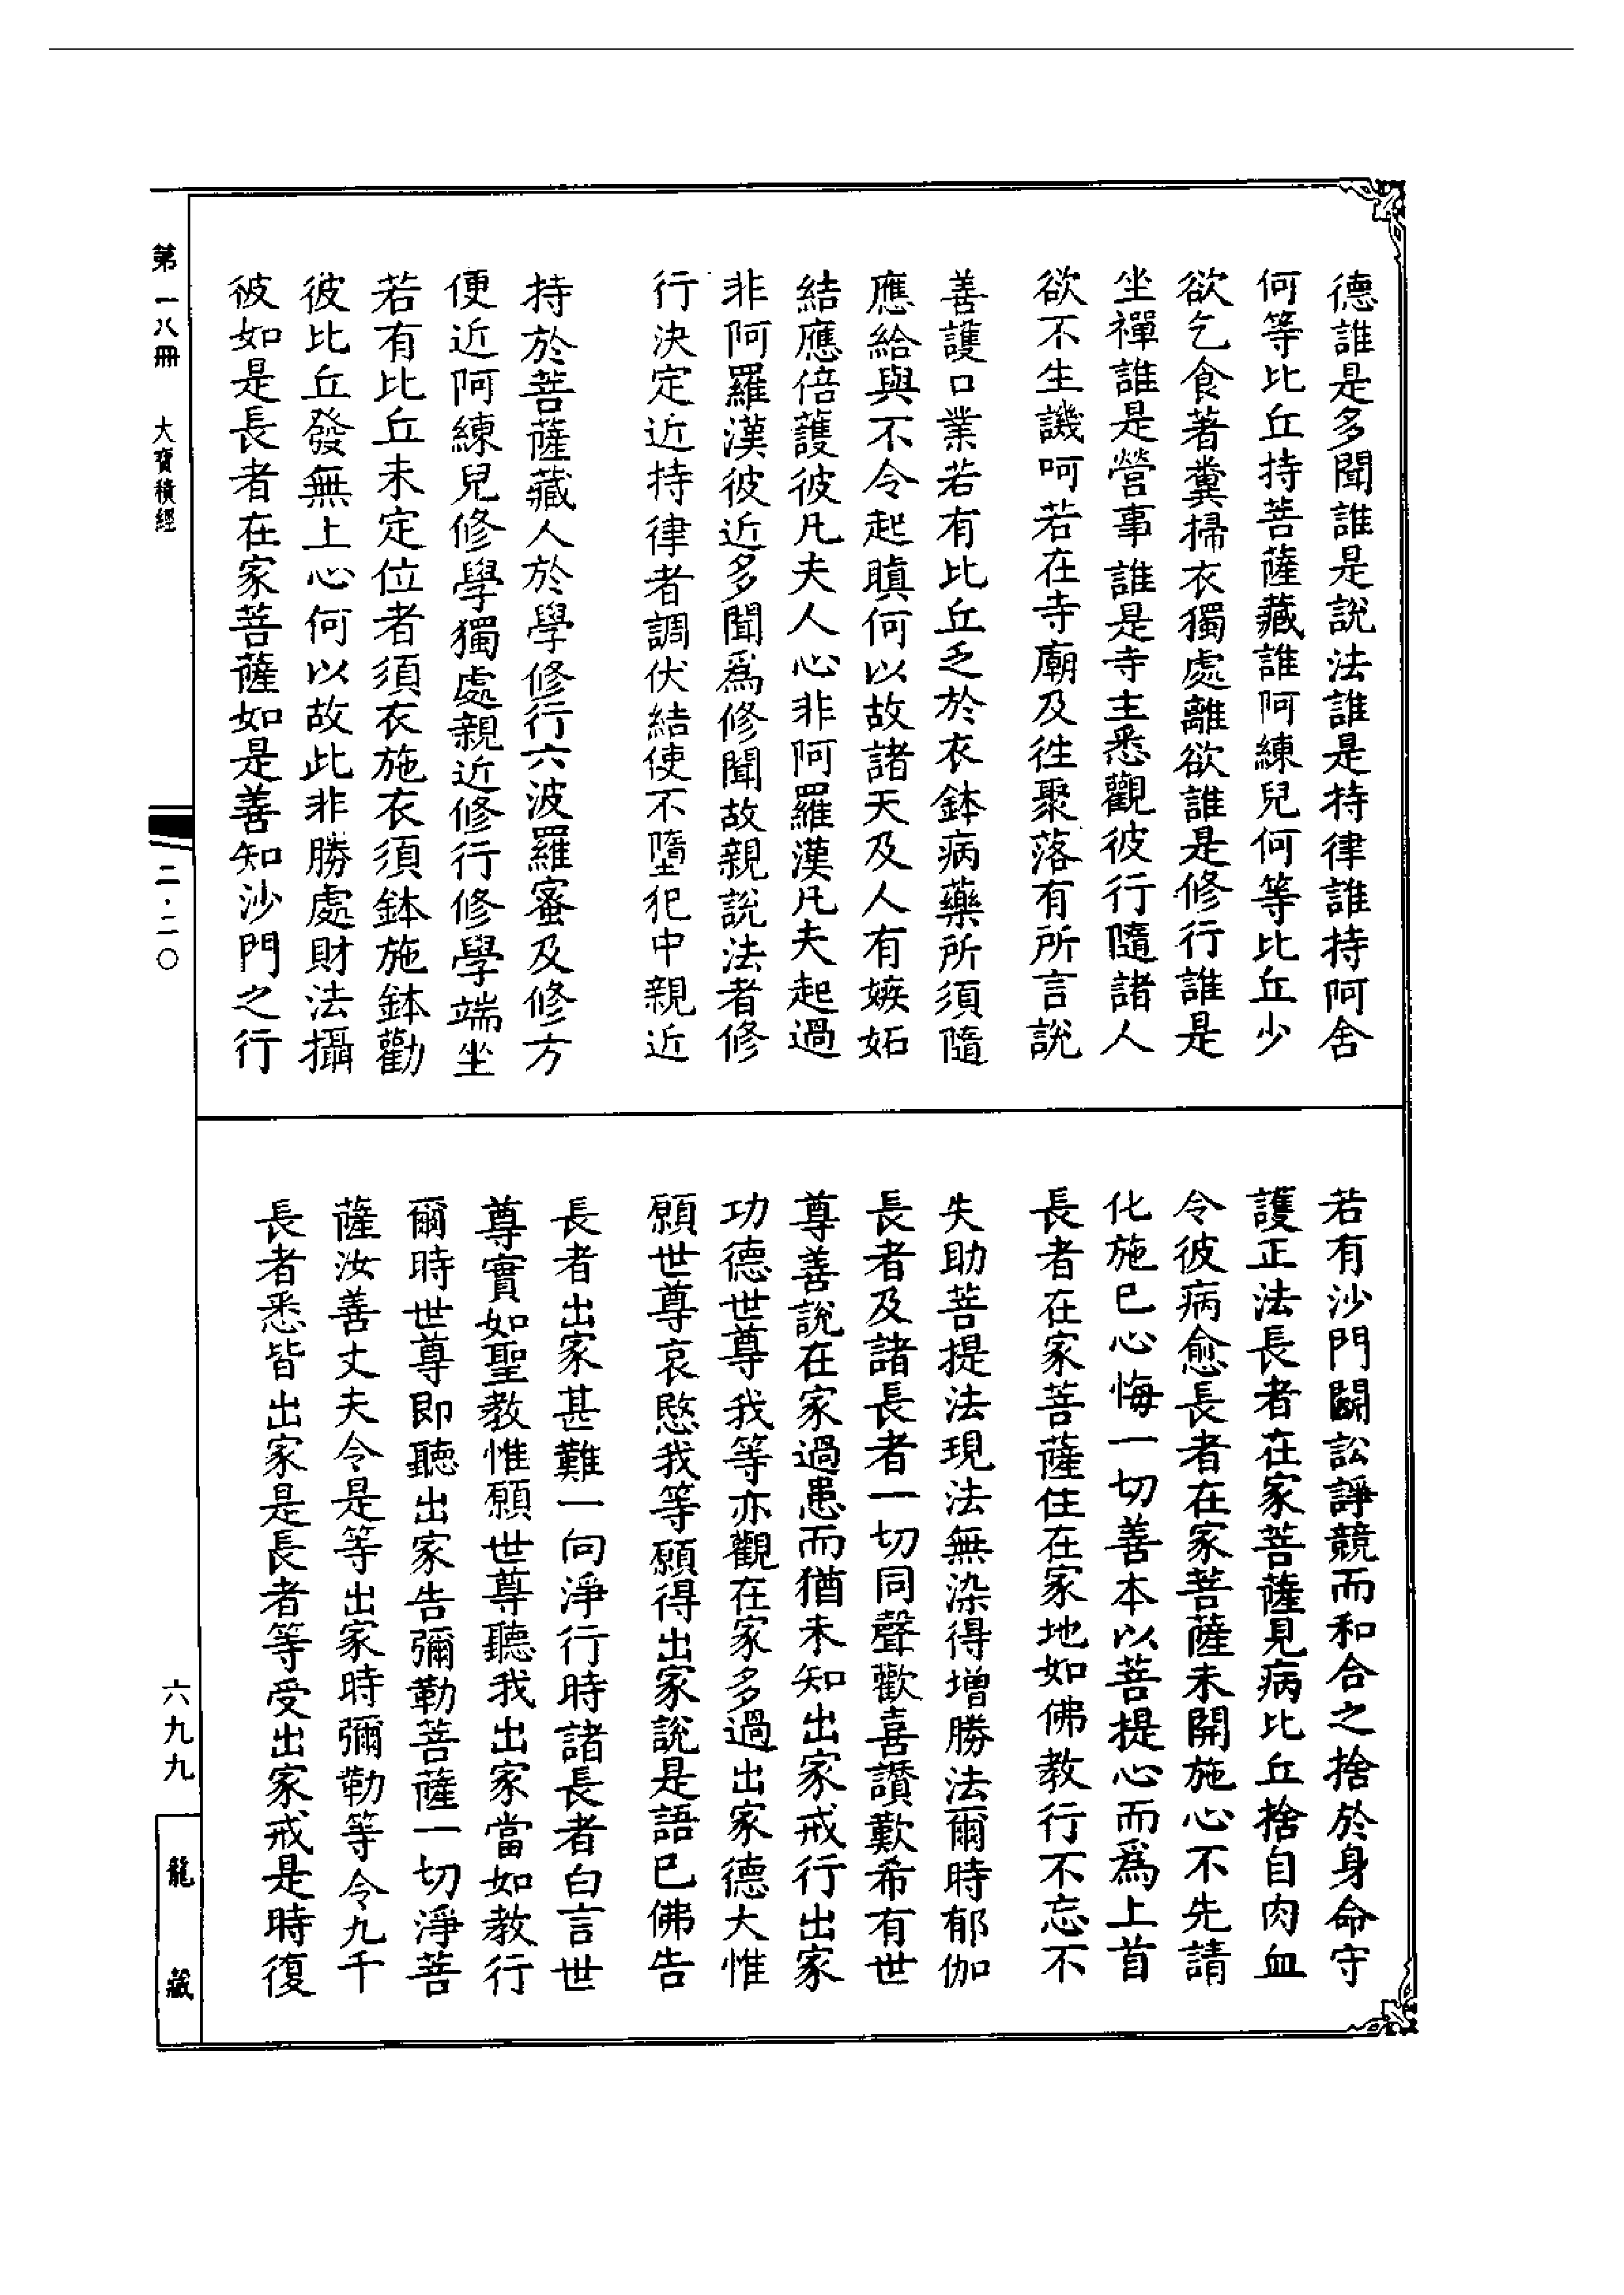 德誰是多聞誰是說法誰是持律誰持阿舍
何等比丘持菩薩藏誰阿練兒何等比丘少
欲乞食著糞掃衣獨處離欲誰是修行誰是
坐禪誰是營事誰是寺主悉觀彼行隨諸人
欲不生譏呵若在寺廟及往聚落有所言說
善護口業若有比丘乏於衣鉢病藥所須隨
應給與不令起瞋何以故諸天及人有嫉妬
結應倍護彼凡夫人心非阿羅漢凡夫起過
非阿羅漢彼近多聞爲修聞故親說法者修
行決定近持律者調伏結使不墮犯中親近
持於菩薩藏人於學修行六波羅蜜及修方
便近阿練兒修學獨處親近修行修學端坐
若有比丘未定位者須衣施衣須鉢施鉢勸
彼比丘發無上心何以故此非勝處財法攝
彼如是長者在家菩薩如是善知沙門之行
若有沙門鬬訟諍競而和合之捨於身命守
護正法長者在家菩薩見病比丘捨自肉血
令彼病愈長者在家菩薩未開施心不先請
化施已心悔一切善本以菩提心而爲上首
長者在家菩薩住在家地如佛教行不忘不
失助菩提法現法無染得增勝法爾時郁伽
長者及諸長者一切同聲歡喜讚歎希有世
尊善說在家過患而猶未知出家戒行出家
功德世尊我等亦觀在家多過出家德大惟
願世尊哀愍我等願得出家說是語已佛告
長者出家甚難一向淨行時諸長者白言世
尊實如聖教惟願世尊聽我出家當如教行
爾時世尊即聽出家告彌勒菩薩一切淨菩
薩汝善丈夫令是等出家時彌勒等令九千
長者悉皆出家是長者等受出家戒是時復
第一八冊 大寶積經
二·二〇
六九九
龍藏